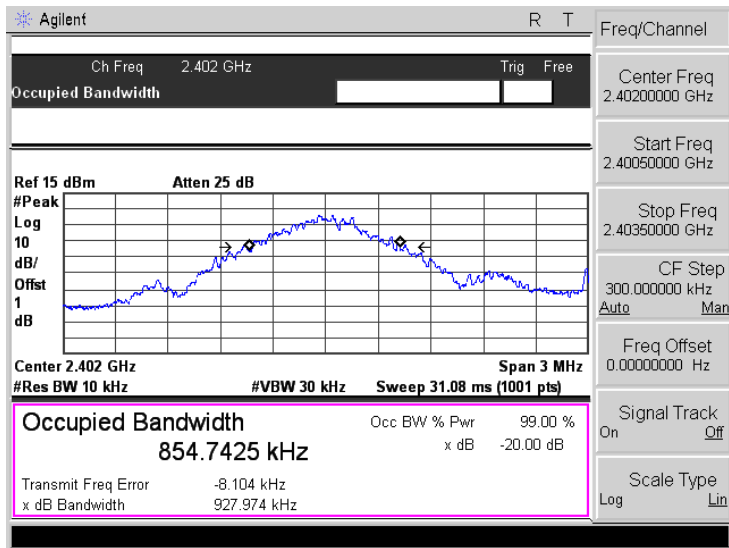 Agilent R T
Ch Freq 2.402 GHz Trig Free
Occupied Bandwidth
Ref 15 dBm Atten 25 dB
#Peak
Log
10
dB/
Offst
1
dB
Center 2.402 GHz Span 3 MHz
#Res BW 10 kHz #VBW 30 kHz Sweep 31.08 ms (1001 pts)
Occupied Bandwidth
854.7425 kHz
Occ BW % Pwr 99.00 %
x dB -20.00 dB
Transmit Freq Error -8.104 kHz
x dB Bandwidth 927.974 kHz
Freq/Channel
Center Freq
2.40200000 GHz
Start Freq
2.40050000 GHz
Stop Freq
2.40350000 GHz
CF Step
300.000000 kHz
Auto Man
Freq Offset
0.00000000 Hz
Signal Track
On Off
Scale Type
Log Lin